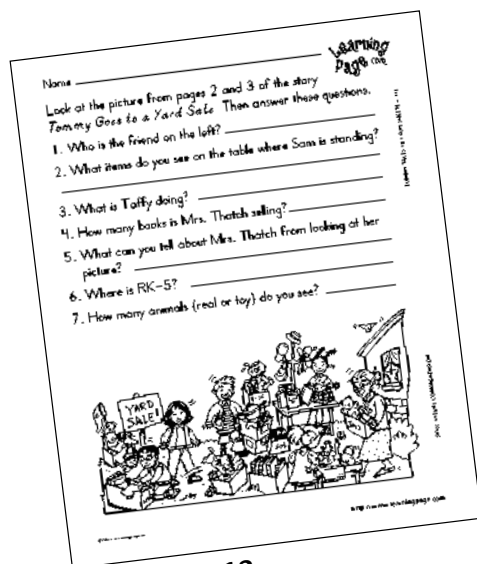 Learning
Page.com
Name
Look at the picture from pages 2 and 3 of the story
Tommy Goes to a Yard Sale. Then answer these questions.
1. Who is the friend on the left?
2. What items do you see on the table where Sam is standing?
3. What is Taffy doing?
4. How many books is Mrs. Thatch selling?
5. What can you tell about Mrs. Thatch from looking at her
picture?
6. Where is RK-5?
7. How many animals (real or toy) do you see?
YARD
SALE!